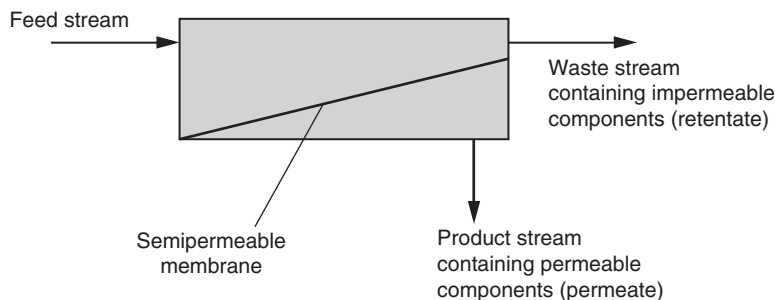 Feed stream
Waste stream
containing impermeable
components (retentate)
Semipermeable
membrane
Product stream
containing permeable
components (permeate)